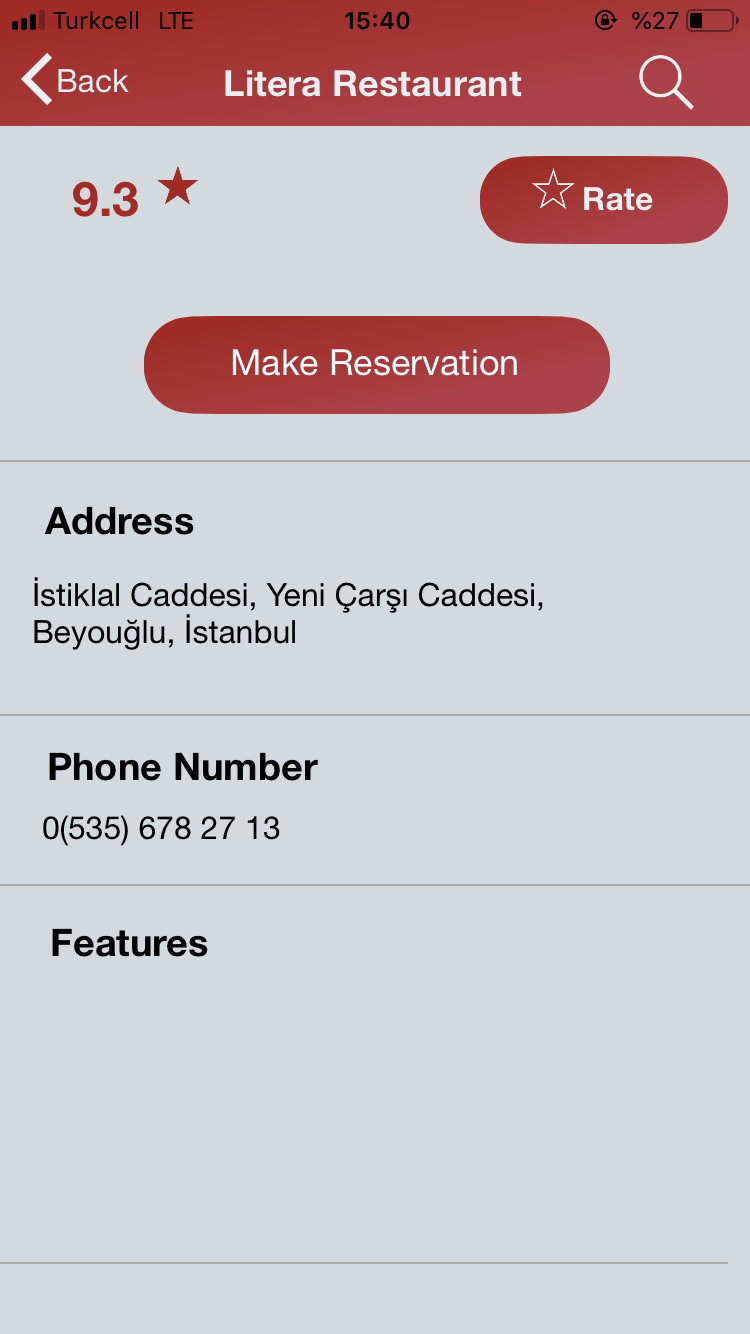 Turkcell LTE 15:40 %27
Back Litera Restaurant
9.3 Rate
Make Reservation
Address
İstiklal Caddesi, Yeni Çarşı Caddesi,
Beyouğlu, İstanbul
Phone Number
0(535) 678 27 13
Features